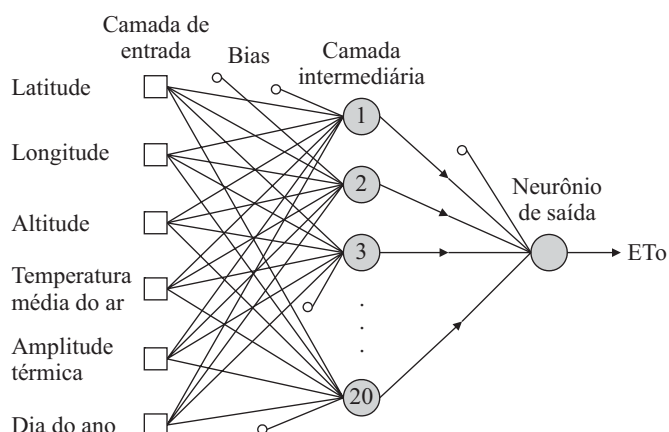 Camada de
entrada
Bias
Camada
intermediária
Latitude
Longitude
Altitude
Temperatura
média do ar
Amplitude
térmica
Dia do ano
1
2
3
.
.
.
20
Neurônio
de saída
ETo